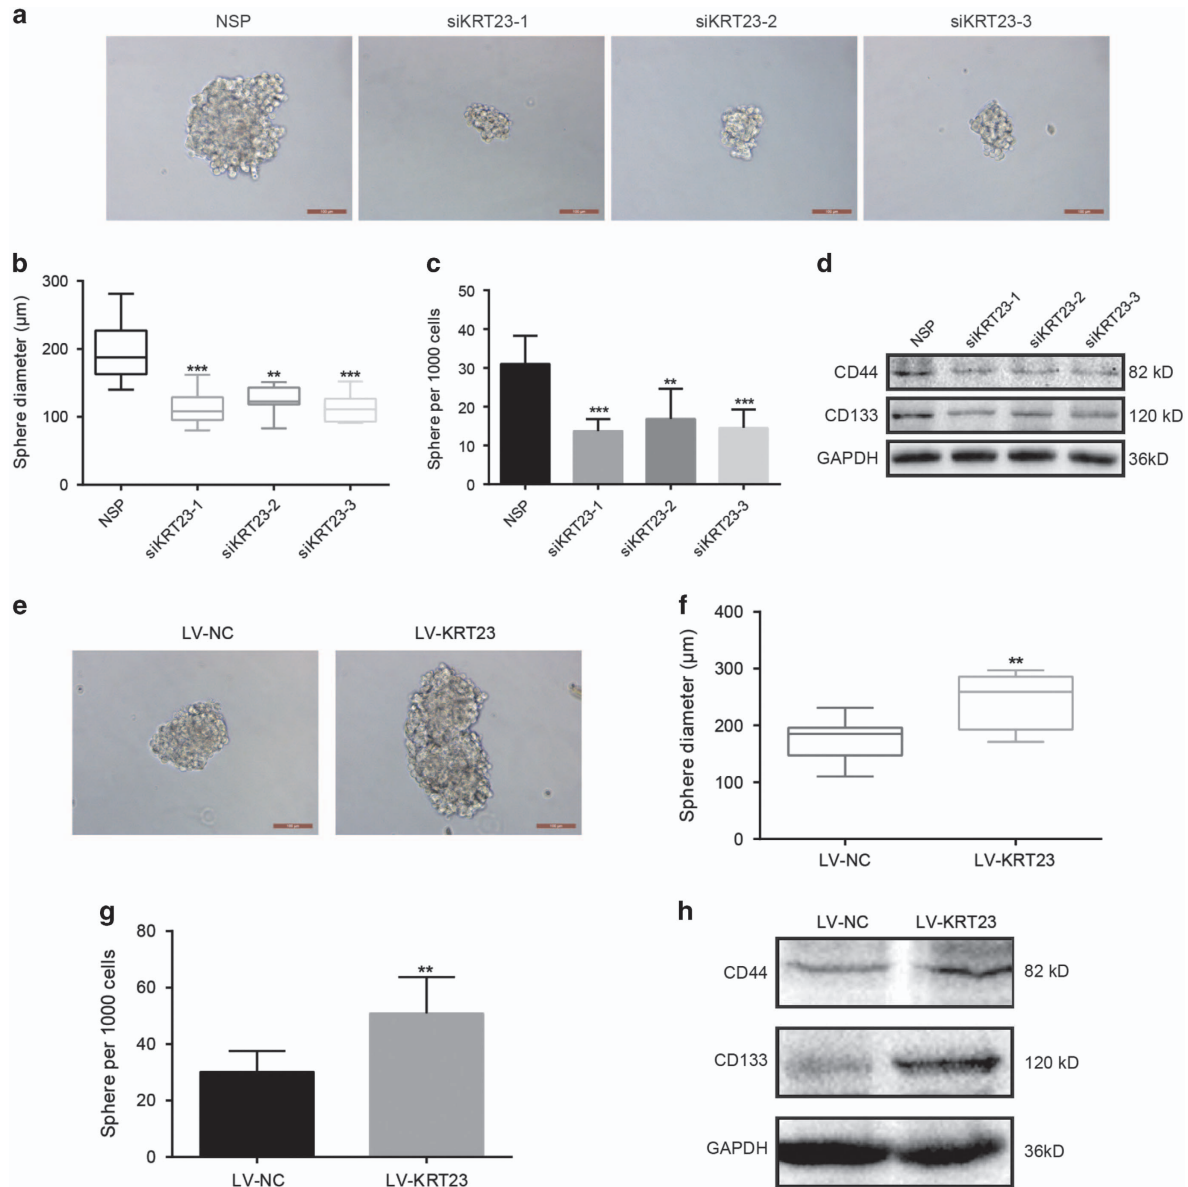 a
NSP siKRT23-1 siKRT23-2 siKRT23-3
b
Sphere diameter (μm)
300
200
100
0
***
**
***
NSP
siKRT23-1
siKRT23-2
siKRT23-3
c
Sphere per 1000 cells
50
40
30
20
10
0
***
**
***
NSP
siKRT23-1
siKRT23-2
siKRT23-3
d
NSP
siKRT23-1
siKRT23-2
siKRT23-3
CD44 82 kD
CD133 120 kD
GAPDH 36kD
e
LV-NC LV-KRT23
f
Sphere diameter (μm)
400
300
200
100
0
**
LV-NC LV-KRT23
g
Sphere per 1000 cells
80
60
40
20
0
**
LV-NC LV-KRT23
h
LV-NC LV-KRT23
CD44 82 kD
CD133 120 kD
GAPDH 36kD